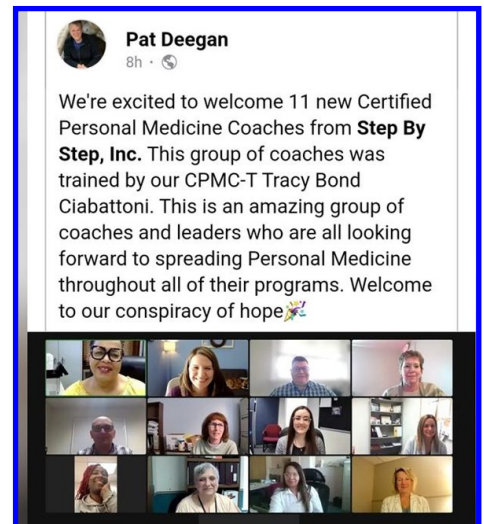 Pat Deegan
8h ·
We're excited to welcome 11 new Certified
Personal Medicine Coaches from Step By
Step, Inc. This group of coaches was
trained by our CPMC-T Tracy Bond
Ciabattoni. This is an amazing group of
coaches and leaders who are all looking
forward to spreading Personal Medicine
throughout all of their programs. Welcome
to our conspiracy of hope🎉